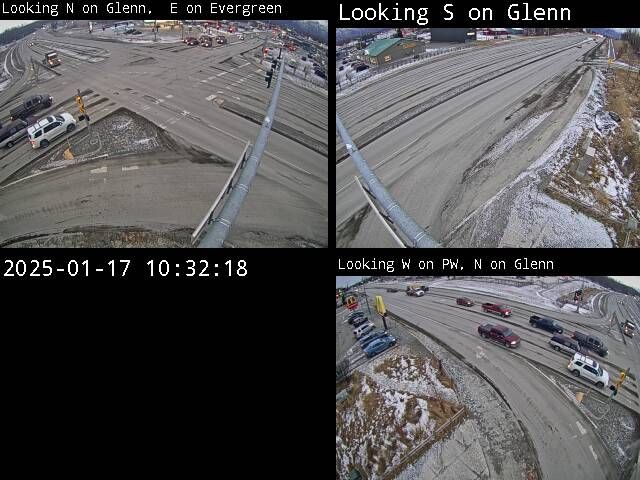 Looking N on Glenn,  E on Evergreen
Looking S on Glenn
2025-01-17 10:32:18
Looking W on PW, N on Glenn